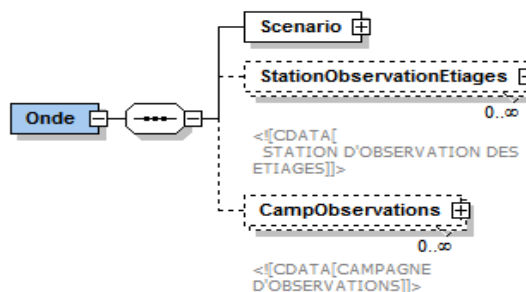 Scenario
StationObservationEtiages
Onde
0..∞
<![CDATA[
STATION D'OBSERVATION DES
ETIAGES]]>
CampObservations
0..∞
<![CDATA[CAMPAGNE
D'OBSERVATIONS]]>